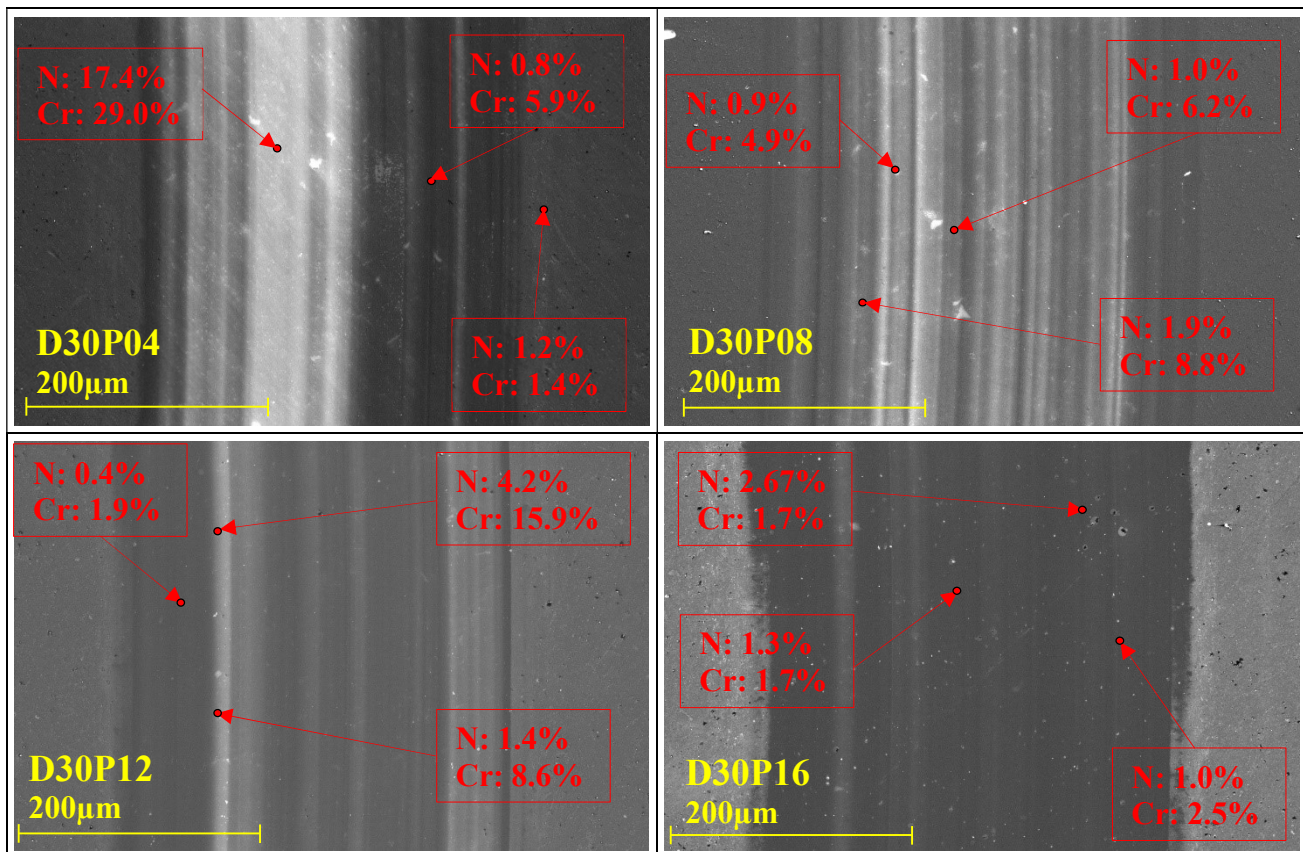 N: 17.4%
Cr: 29.0%
N: 0.8%
Cr: 5.9%
N: 1.2%
Cr: 1.4%
D30P04
200µm
N: 0.9%
Cr: 4.9%
N: 1.0%
Cr: 6.2%
N: 1.9%
Cr: 8.8%
D30P08
200µm
N: 0.4%
Cr: 1.9%
N: 4.2%
Cr: 15.9%
N: 1.4%
Cr: 8.6%
D30P12
200µm
N: 2.67%
Cr: 1.7%
N: 1.3%
Cr: 1.7%
N: 1.0%
Cr: 2.5%
D30P16
200µm